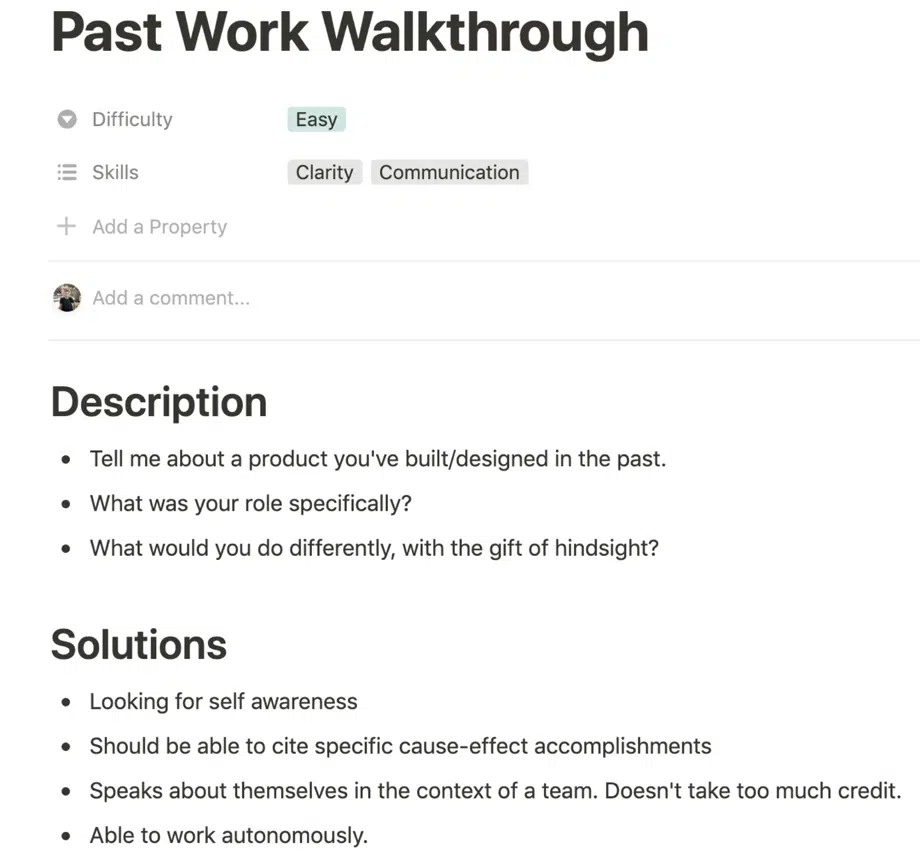 Past Work Walkthrough
Difficulty Easy
Skills Clarity Communication
Add a Property
Add a comment...
Description
Tell me about a product you've built/designed in the past.
What was your role specifically?
What would you do differently, with the gift of hindsight?
Solutions
Looking for self awareness
Should be able to cite specific cause-effect accomplishments
Speaks about themselves in the context of a team. Doesn't take too much credit.
Able to work autonomously.